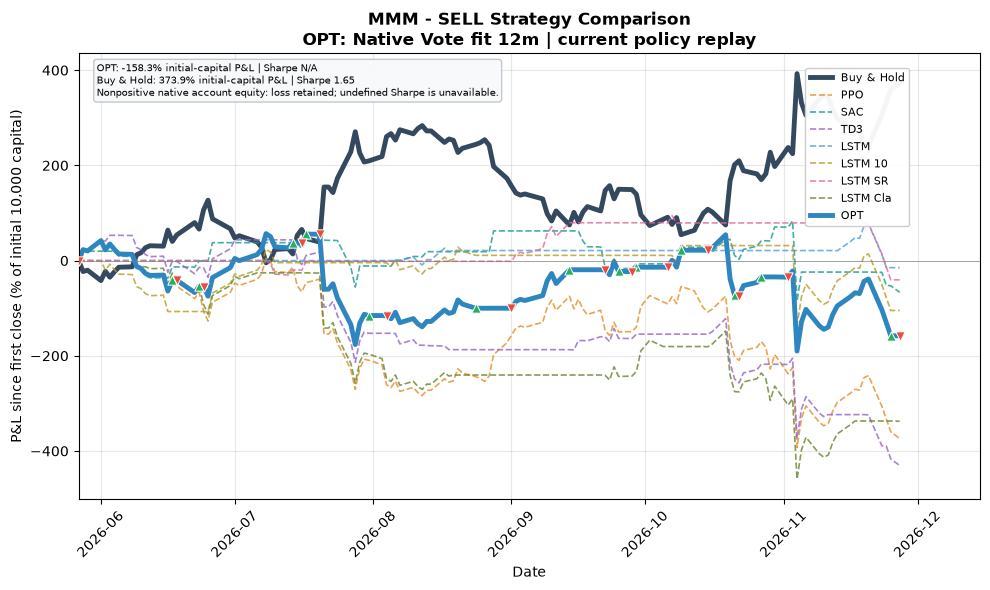 MMM - SELL Strategy Comparison
OPT: Native Vote fit 12m | current policy replay
OPT: -158.3% initial-capital P&L | Sharpe N/A
Buy & Hold: 373.9% initial-capital P&L | Sharpe 1.65
Nonpositive native account equity: loss retained; undefined Sharpe is unavailable.
Buy & Hold
PPO
SAC
TD3
LSTM
LSTM 10
LSTM SR
LSTM Cla
OPT
P&L since first close (% of initial 10,000 capital)
400
200
0
−200
−400
2026-06
2026-07
2026-08
2026-09
2026-10
2026-11
2026-12
Date